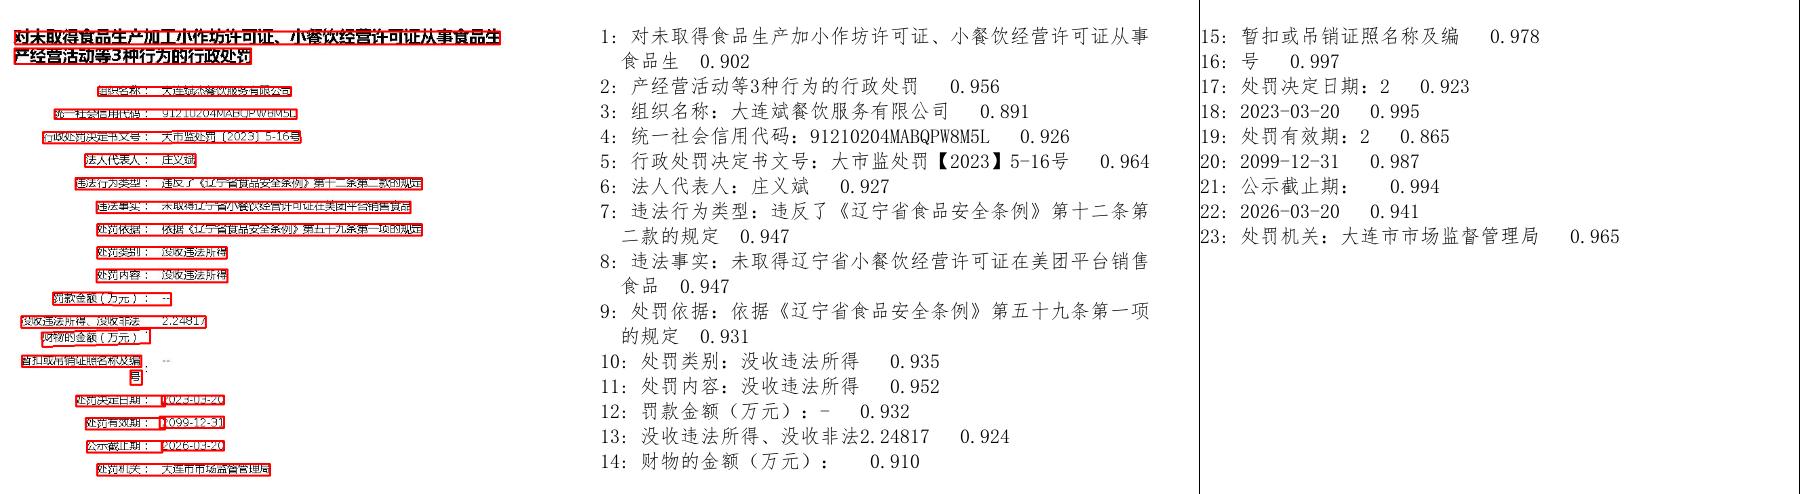 对未取得食品生产加工小作坊许可证、小餐饮经营许可证从事食品生
产经营活动等3种行为的行政处罚
组织名称： 大连斌杰餐饮服务有限公司
统一社会信用代码： 91210204MABQPW8M5L
行政处罚决定书文号： 大市监处罚〔2023〕5-16号
法人代表人： 庄义斌
违法行为类型： 违反了《辽宁省食品安全条例》第十二条第二款的规定
违法事实： 未取得辽宁省小餐饮经营许可证在美团平台销售食品
处罚依据： 依据《辽宁省食品安全条例》第五十九条第一项的规定
处罚类别： 没收违法所得
处罚内容： 没收违法所得
罚款金额（万元）： --
没收违法所得、没收非法 2.24817
财物的金额（万元）：
暂扣或吊销证照名称及编 --
号：
处罚决定日期： 2023-03-20
处罚有效期： 2099-12-31
公示截止期： 2026-03-20
处罚机关： 大连市市场监督管理局
1: 对未取得食品生产加小作坊许可证、小餐饮经营许可证从事
食品生 0.902
2: 产经营活动等3种行为的行政处罚 0.956
3: 组织名称：大连斌餐饮服务有限公司 0.891
4: 统一社会信用代码：91210204MABQPW8M5L 0.926
5: 行政处罚决定书文号：大市监处罚【2023】5-16号 0.964
6: 法人代表人：庄义斌 0.927
7: 违法行为类型：违反了《辽宁省食品安全条例》第十二条第
二款的规定 0.947
8: 违法事实：未取得辽宁省小餐饮经营许可证在美团平台销售
食品 0.947
9: 处罚依据：依据《辽宁省食品安全条例》第五十九条第一项
的规定 0.931
10: 处罚类别：没收违法所得 0.935
11: 处罚内容：没收违法所得 0.952
12: 罚款金额（万元）：- 0.932
13: 没收违法所得、没收非法2.24817 0.924
14: 财物的金额（万元）： 0.910
15: 暂扣或吊销证照名称及编 0.978
16: 号 0.997
17: 处罚决定日期：2 0.923
18: 2023-03-20 0.995
19: 处罚有效期：2 0.865
20: 2099-12-31 0.987
21: 公示截止期： 0.994
22: 2026-03-20 0.941
23: 处罚机关：大连市市场监督管理局 0.965